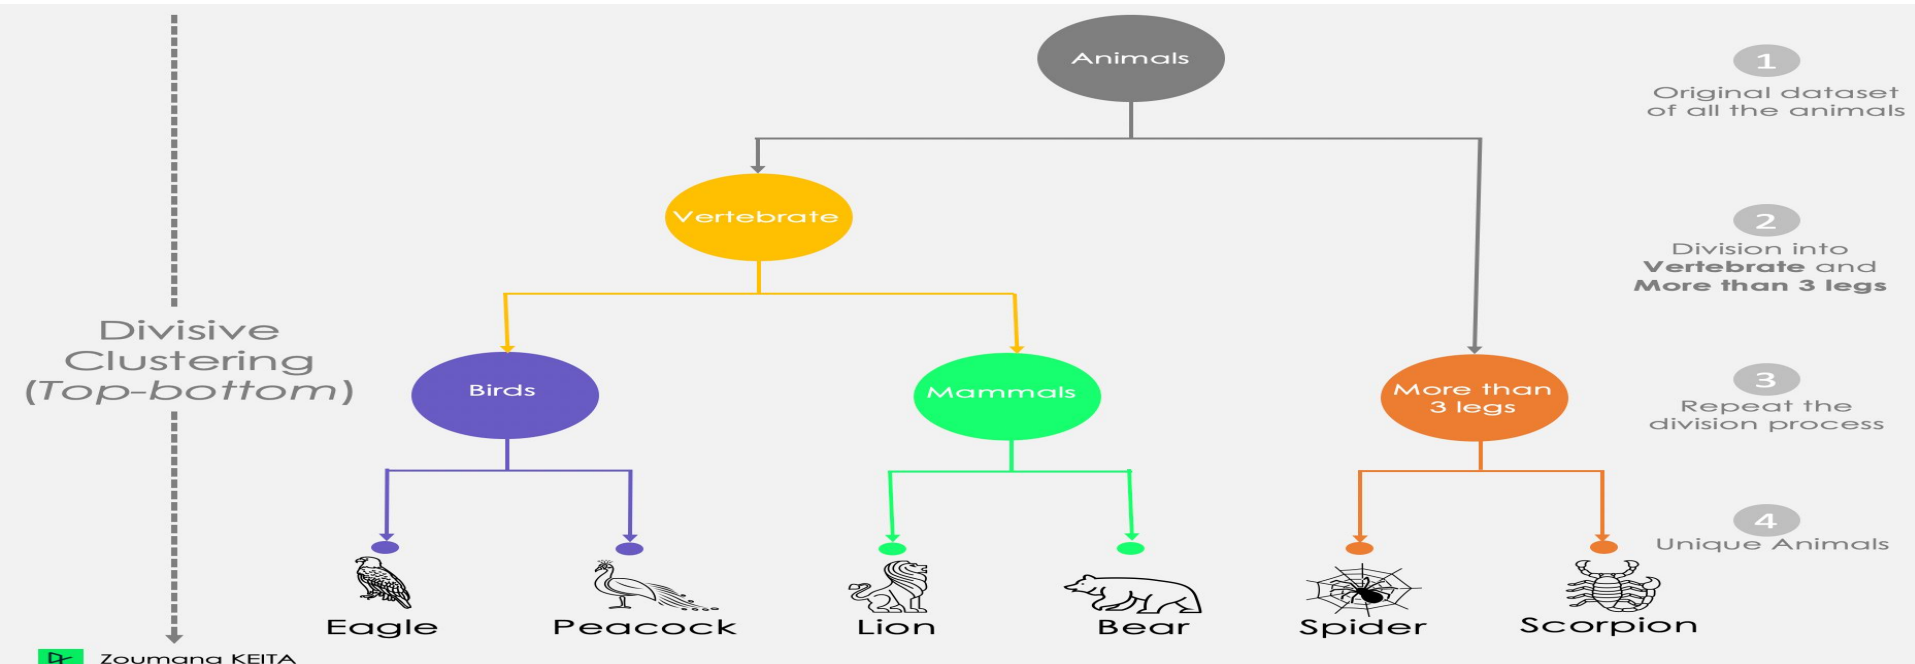 Animals
1
Original dataset
of all the animals
Vertebrate
2
Division into
Vertebrate and
More than 3 legs
Divisive
Clustering
(Top-bottom)
Birds
Mammals
More than
3 legs
3
Repeat the
division process
4
Unique Animals
Eagle
Peacock
Lion
Bear
Spider
Scorpion
Zoumana KEITA